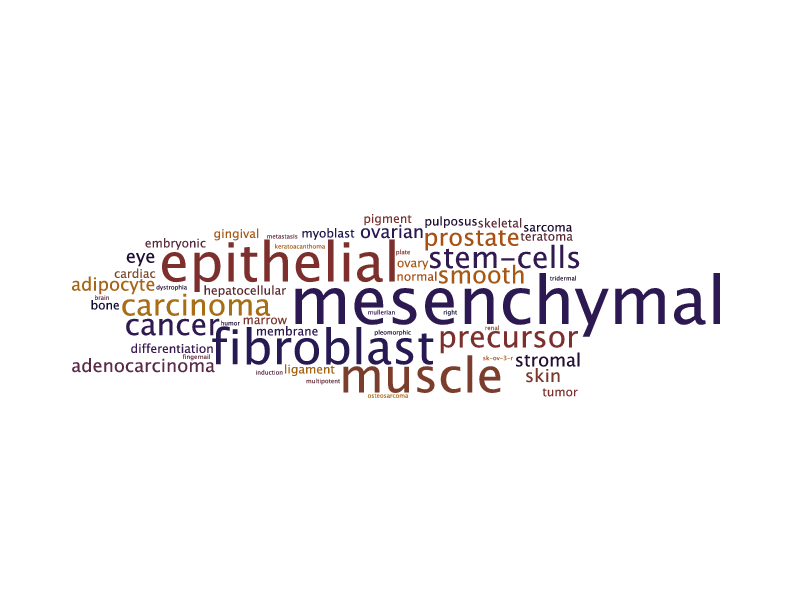 pigment
pulposus
skeletal
sarcoma
gingival
metastasis
myoblast
ovarian
prostate
teratoma
embryonic
keratoacanthoma
epithelial
plate
eye
ovary
stem-cells
cardiac
normal
smooth
tridermal
adipocyte
dystrophia
hepatocellular
mesenchymal
brain
bone
carcinoma
mullerian
right
cancer
humor
marrow
membrane
pleomorphic
renal
precursor
differentiation
fibroblast
fingernail
sk-ov-3-r
stromal
adenocarcinoma
induction
ligament
muscle
skin
multipotent
osteosarcoma
tumor